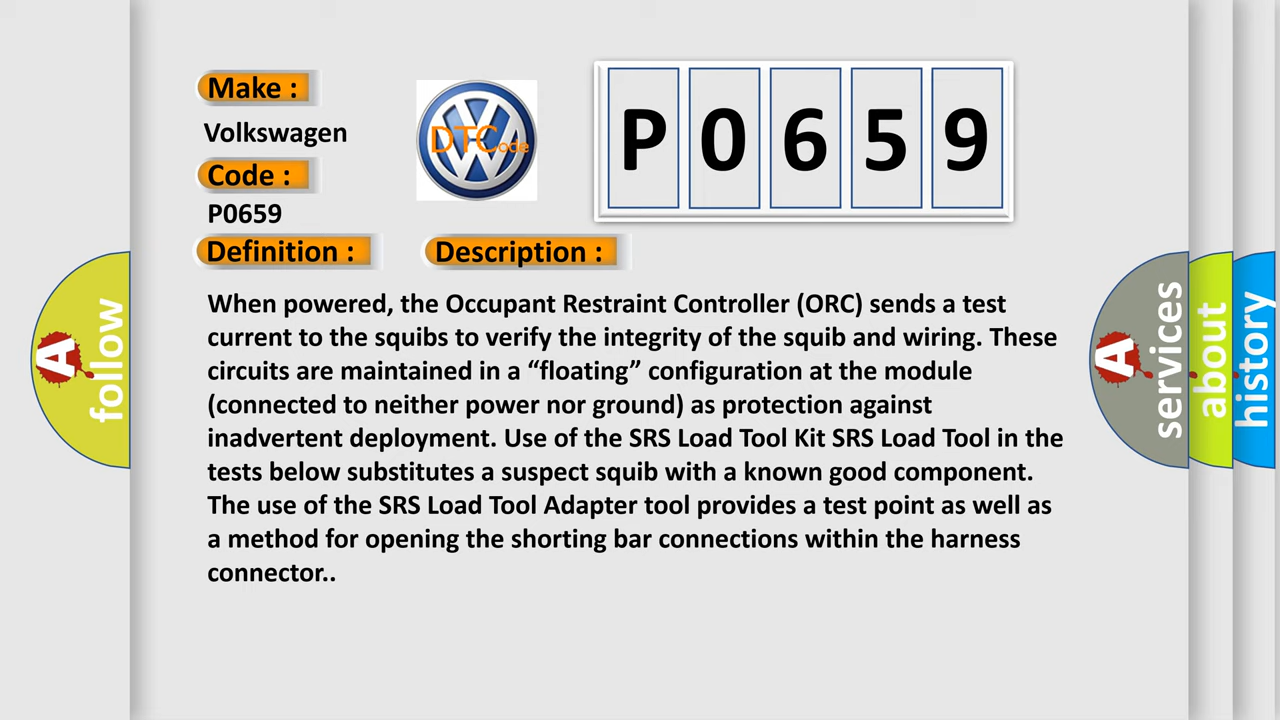 Make :
Volkswagen
Code :
P0659
Definition :
Description :
DTCode
P0659
When powered, the Occupant Restraint Controller (ORC) sends a test
current to the squibs to verify the integrity of the squib and wiring. These
circuits are maintained in a “floating” configuration at the module
(connected to neither power nor ground) as protection against
inadvertent deployment. Use of the SRS Load Tool Kit SRS Load Tool in the
tests below substitutes a suspect squib with a known good component.
The use of the SRS Load Tool Adapter tool provides a test point as well as
a method for opening the shorting bar connections within the harness
connector..
A
follow
A
services
about
history